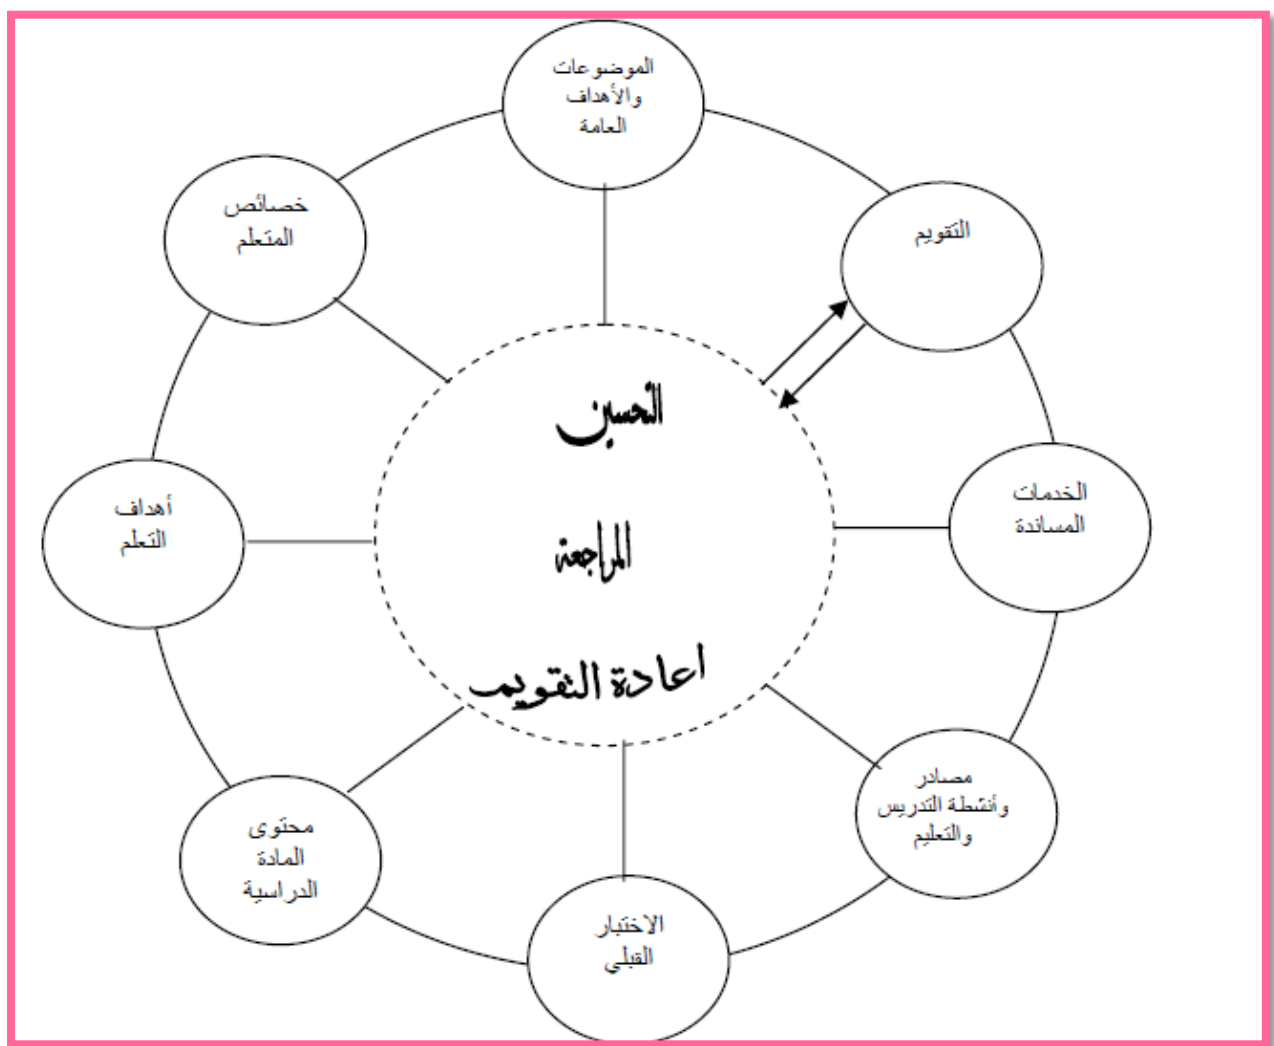 الموضوعات
والأهداف
العامة
خصائص
المتعلم
التقويم
التحسين
المراجعة
اعادة التقويم
أهداف
التعلم
الخدمات
المساندة
محتوى
المادة
الدراسية
مصادر
وأنشطة التدريس
والتعليم
الاختبار
القبلي